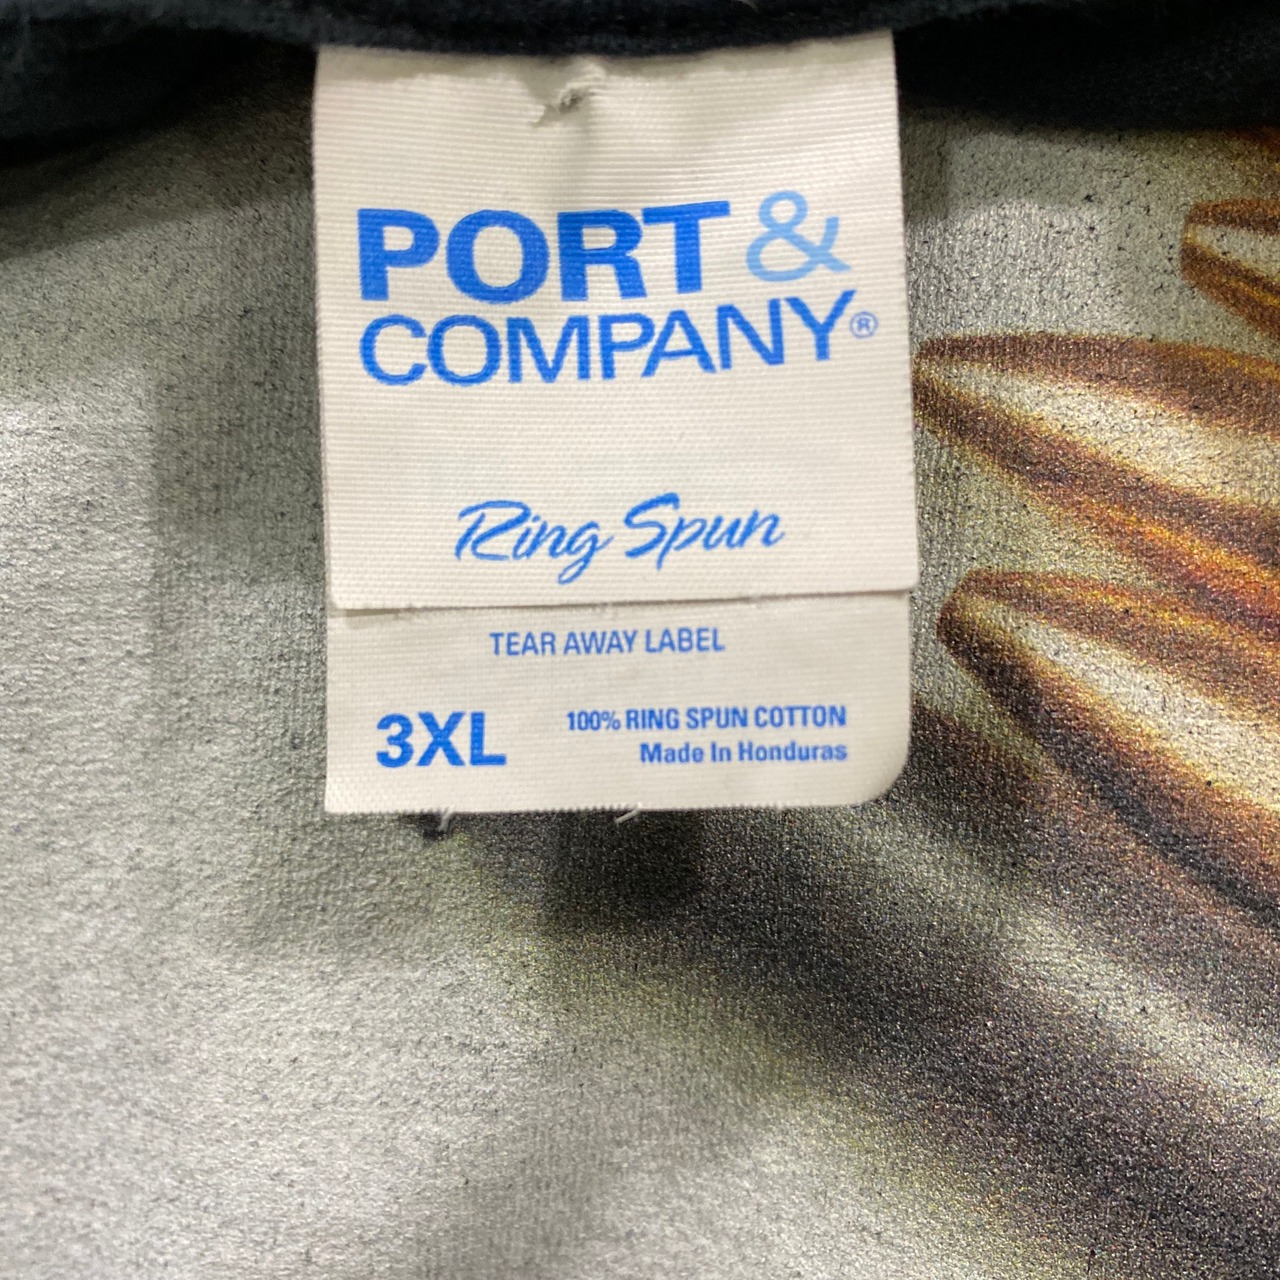 PORT &
COMPANY®
Ring Spun
TEAR AWAY LABEL
3XL
100% RING SPUN COTTON
Made In Honduras